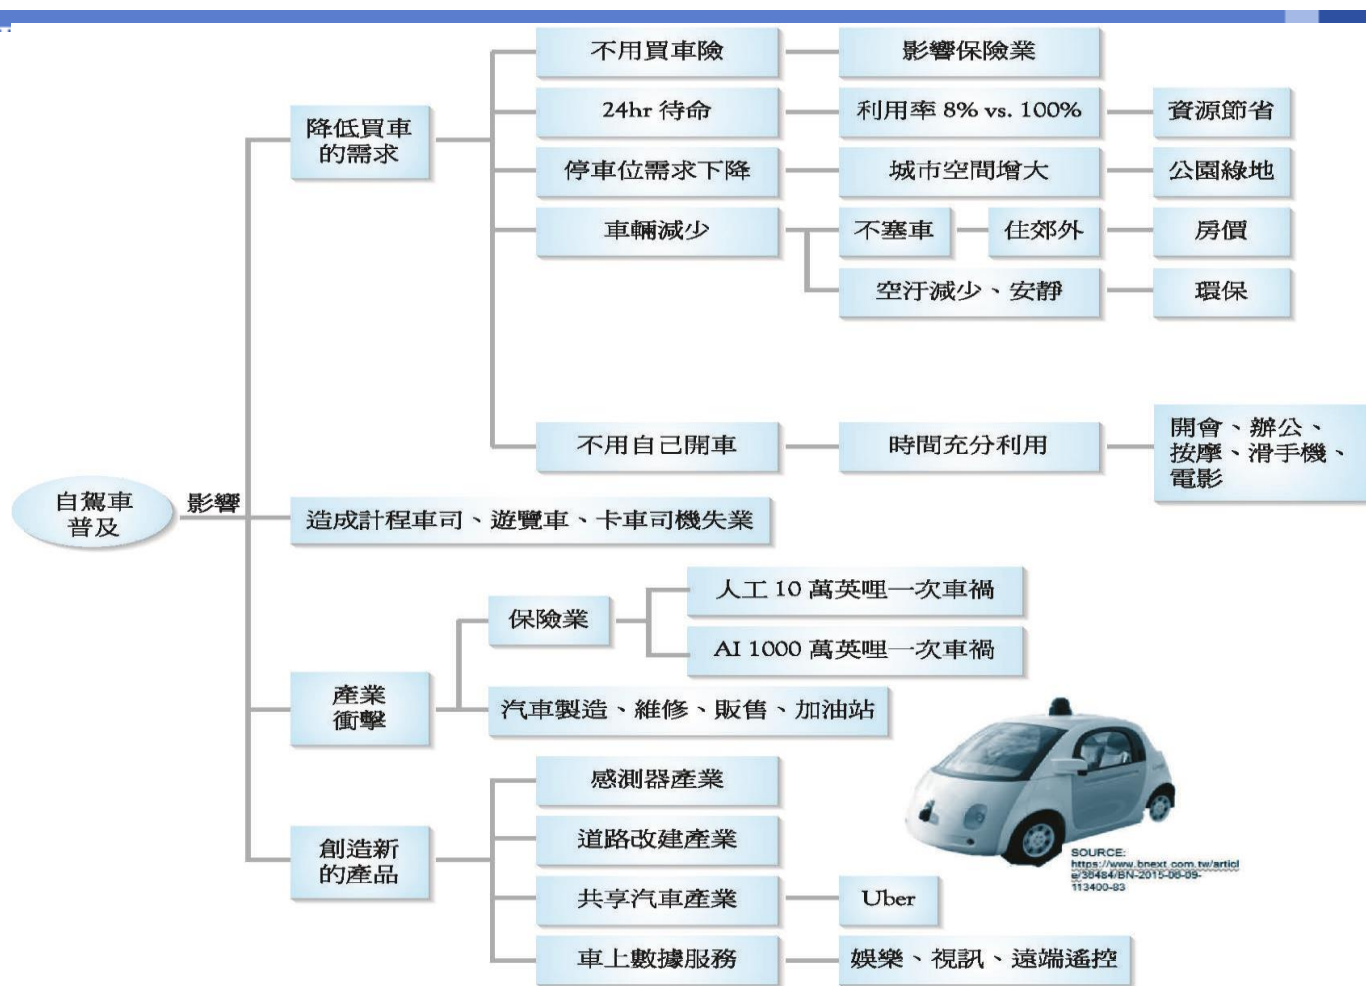 不用買車險
影響保險業
24hr 待命
利用率 8% vs. 100%
資源節省
降低買車
的需求
停車位需求下降
城市空間增大
公園綠地
車輛減少
不塞車
住郊外
房價
空汙減少、安靜
環保
不用自己開車
時間充分利用
開會、辦公、
按摩、滑手機、
電影
自駕車
普及
影響
造成計程車司、遊覽車、卡車司機失業
保險業
人工 10 萬英哩一次車禍
AI 1000 萬英哩一次車禍
產業
衝擊
汽車製造、維修、販售、加油站
感測器產業
道路改建產業
創造新
的產品
共享汽車產業
Uber
車上數據服務
娛樂、視訊、遠端遙控
SOURCE:
https://www.bnext.com.tw/articl
e/36484/BN-2015-06-09-
113400-83